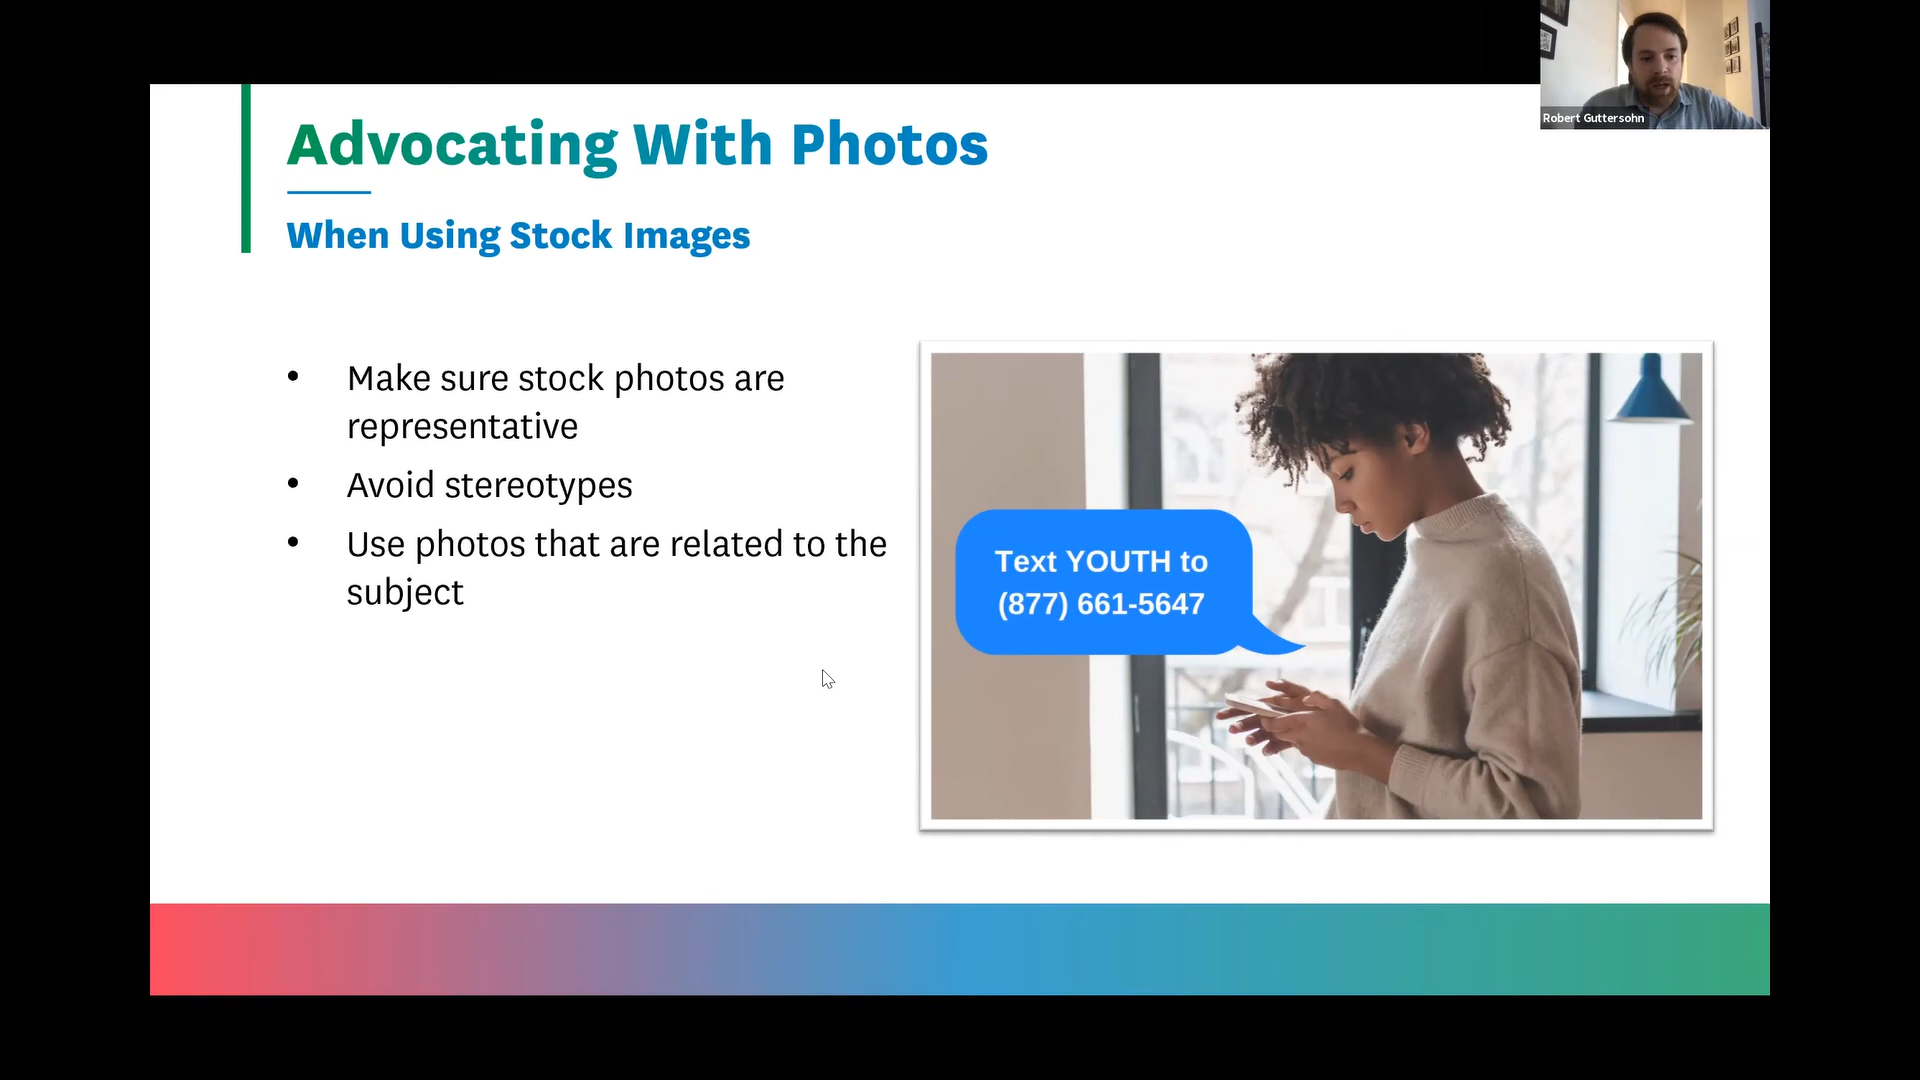 Robert Guttersohn
Advocating With Photos
When Using Stock Images
• Make sure stock photos are
representative
• Avoid stereotypes
• Use photos that are related to the
subject
Text YOUTH to
(877) 661-5647